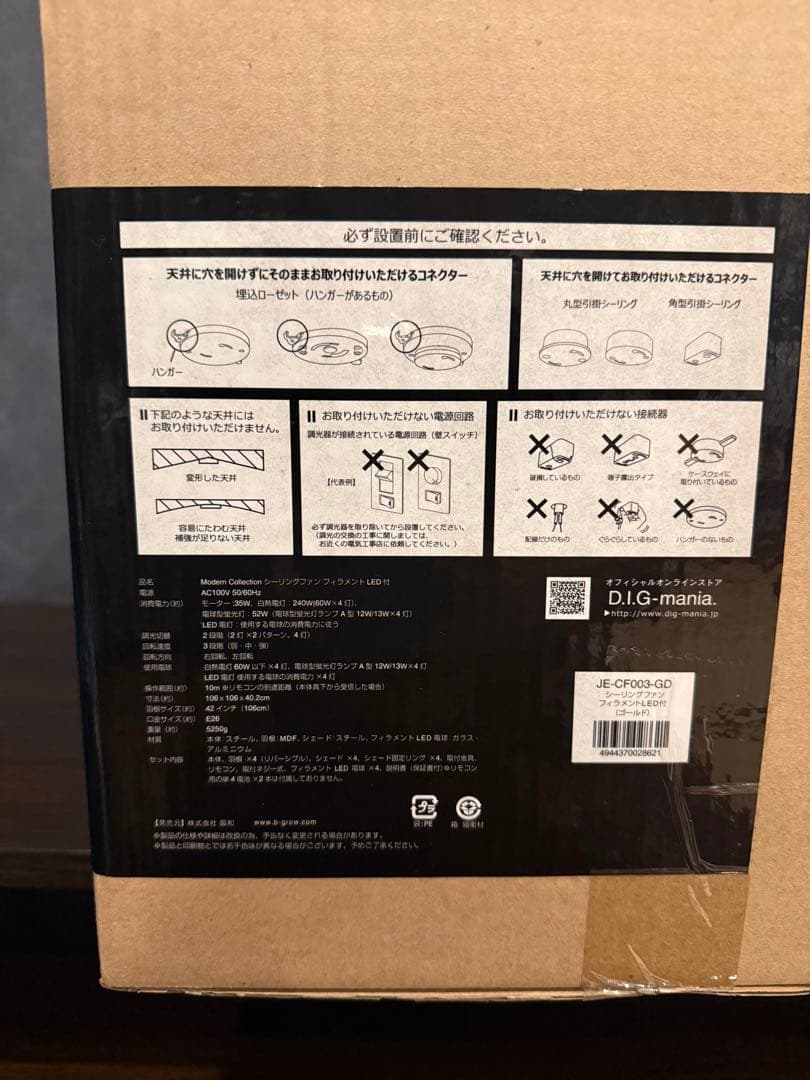 必ず設置前にご確認ください。
天井に穴を開けずにそのままお取り付けいただけるコネクター
埋込ローゼット（ハンガーがあるもの）
ハンガー
天井に穴を開けてお取り付けいただけるコネクター
丸型引掛シーリング　角型引掛シーリング
下記のような天井には
お取り付けいただけません。
変形した天井
容易にたわむ天井
補強が足りない天井
お取り付けいただけない電源回路
調光器が接続されている電源回路（壁スイッチ）
【代表例】
必ず調光器を取り除いてから設置してください。
（調光の交換の工事に関しましては、
お近くの電気工事店に依頼してください。）
お取り付けいただけない接続器
破損しているもの
端子露出タイプ
ケースウェイに
取り付いているもの
配線だけのもの
ぐらぐらしているもの
ハンガーのないもの
品名　Modern Collection シーリングファン フィラメント LED 付
電源　AC100V 50/60Hz
消費電力(約)　モーター:35W、白熱電灯: 240W(60W×4 灯)、
電球型蛍光灯: 52W（電球型蛍光灯ランプ A 型 12W/13W×4 灯）
LED 電灯: 使用する電球の消費電力に従う
調光切替　2 段階（2 灯×2 パターン、4 灯）
回転速度　3 段階（弱・中・強）
回転方向　右回転、左回転
使用電球　白熱電灯 60W 以下 ×4 灯、電球型蛍光灯ランプ A 型 12W/13W×4 灯
LED 電灯 使用する電球の消費電力 ×4 灯
操作範囲(約)　10m ※リモコンの到達距離（本体真下から受信した場合）
寸法(約)　106×106×40.2cm
羽根サイズ(約)　42 インチ（106cm）
口金サイズ(約)　E26
重量(約)　5250g
材質　本体: スチール、羽根: MDF、シェード: スチール、フィラメント LED 電球: ガラス・
アルミニウム
セット内容　本体、羽根 ×4（リバーシブル）、シェード ×4、シェード固定リング ×4、取付金具、
リモコン、取付ネジ一式、フィラメント LED 電球 ×4、説明書（保証書付）※リモコン
用の単 4 電池 ×2 本は付属しておりません。
オフィシャルオンラインストア
D.I.G-mania.
▶http://www.dig-mania.jp
JE-CF003-GD
シーリングファン
フィラメントLED付
(ゴールド)
4944370028621
プラ
袋:PE
箱 緩衝材
【発売元】株式会社 　www.b-grow.com
※製品の仕様や詳細は改良の為、予告なく変更される場合があります。
※製品と印刷物とでは若干色味が異なる場合がございます。予めご了承ください。